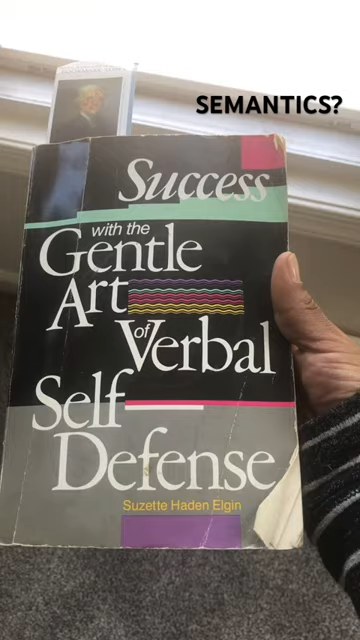 SEMANTICS?
Success
with the
Gentle
Art
of
Verbal
Self
Defense
Suzette Haden Elgin